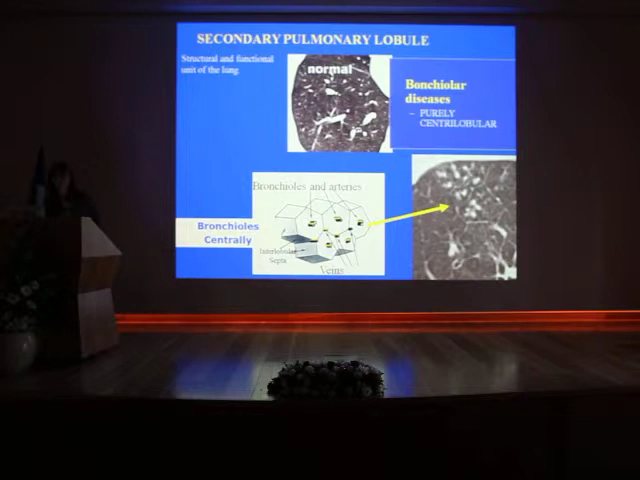 SECONDARY PULMONARY LOBULE
Structural and functional
unit of the lung.
normal
Bonchiolar
diseases
– PURELY
CENTRILOBULAR
Bronchioles and arteries
Bronchioles
Centrally
Interlobular
Septa
Veins